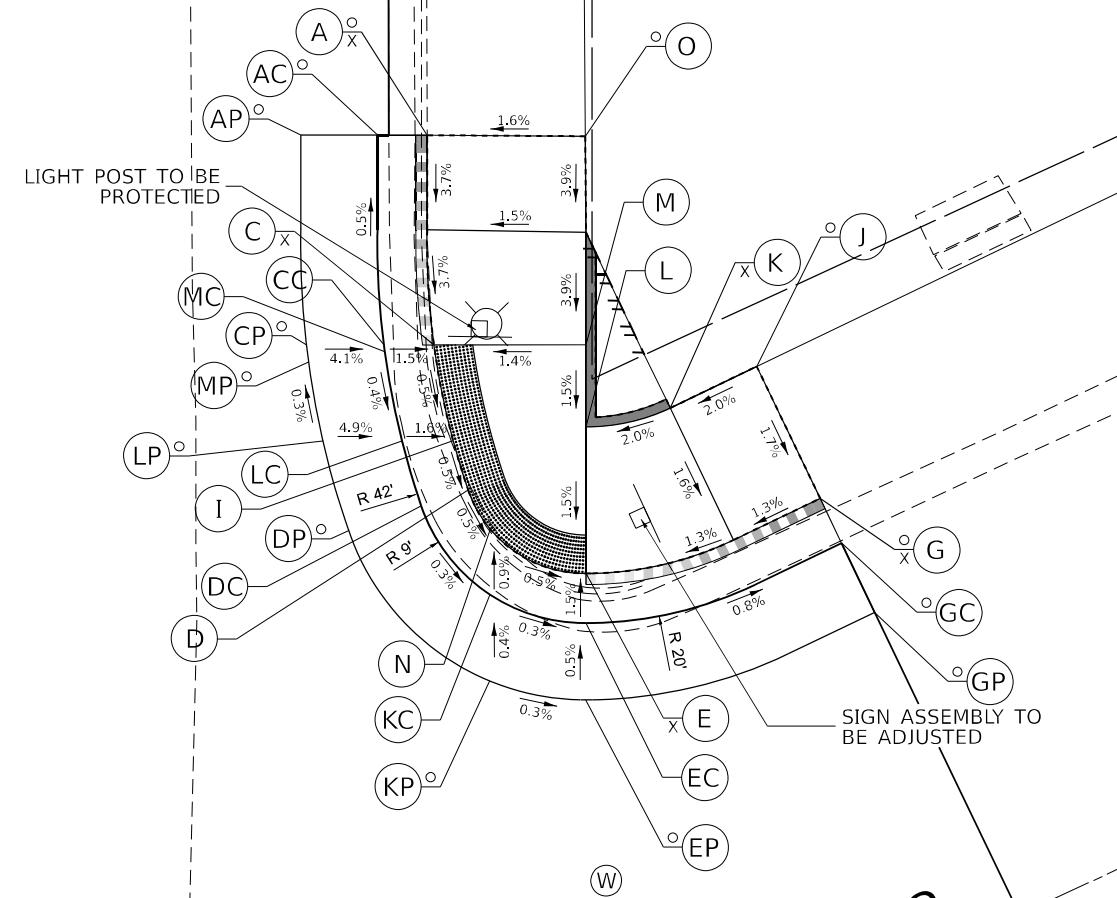 A
O
X
AC
AP
1.6%
LIGHT POST TO BE
PROTECTED
3.7%
3.9%
M
0.5%
C
X
1.5%
J
L
K
X
CC
3.7%
3.9%
MC
CP
4.1%
1.5%
1.4%
MP
0.4%
0.5%
1.5%
0.3%
2.0%
2.0%
1.7%
4.9%
1.6%
LP
LC
0.5%
1.6%
I
R 42'
1.5%
1.3%
0.5%
1.3%
DP
R 9'
G
X
0.3%
0.9%
0.5%
DC
1.5%
0.8%
GC
D
0.4%
0.3%
R 20'
N
0.5%
GP
KC
0.3%
E
X
SIGN ASSEMBLY TO
BE ADJUSTED
KP
EC
EP
W